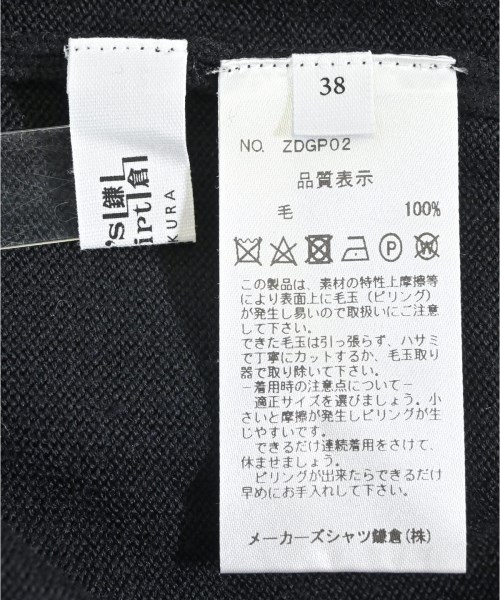 38
's 鎌倉
irt
KURA
NO. ZDGP02
品質表示
毛 100%
この製品は、素材の特性上摩擦等
により表面上に毛玉（ピリング）
が発生し易いので取扱いにご注意
して下さい。
できた毛玉は引っ張らず、ハサミ
で丁寧にカットするか、毛玉取り
器で取り除いて下さい。
－着用時の注意点について－
適正サイズを選びましょう。小
さいと摩擦が発生しピリングが生
じやすいです。
できるだけ連続着用をさけて、
休ませましょう。
ピリングが出来たらできるだけ
早めにお手入れして下さい。
メーカーズシャツ鎌倉(株)